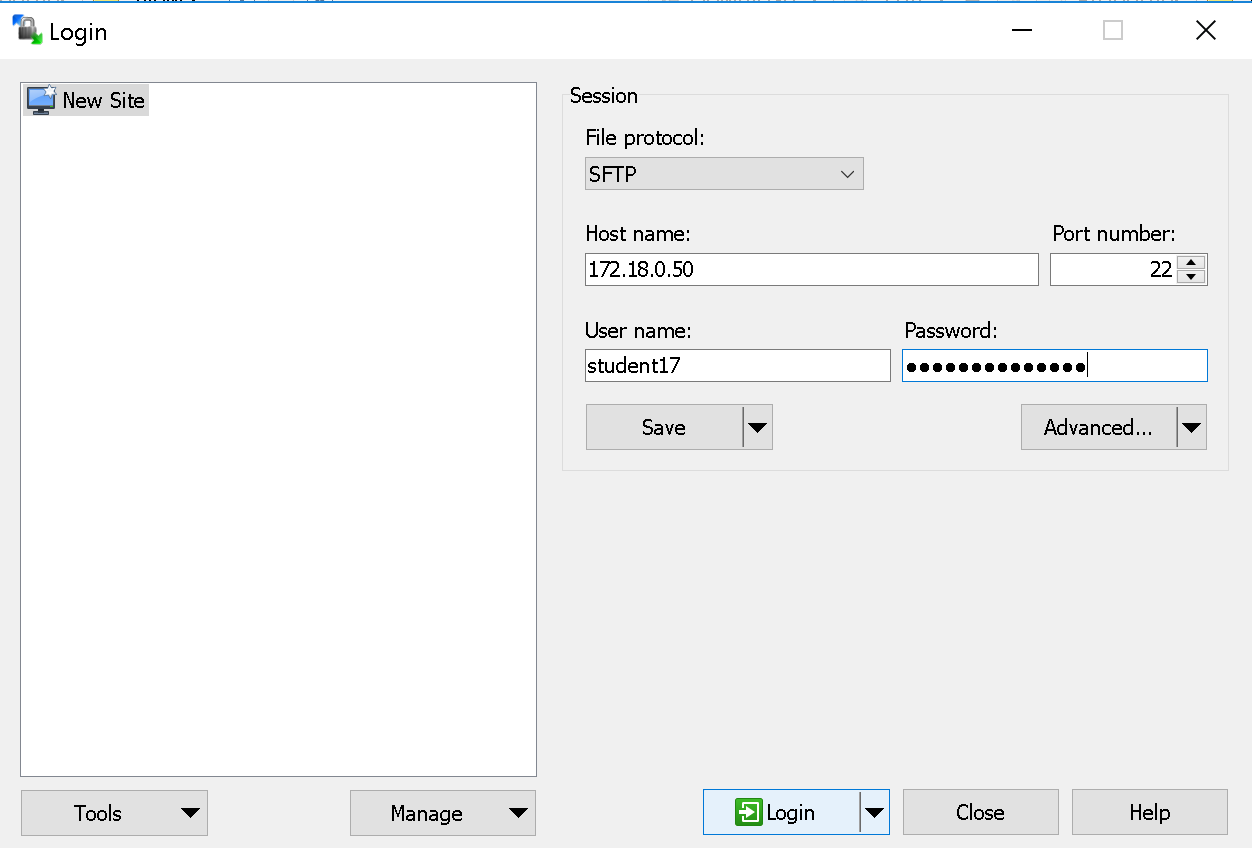 Login
New Site
Session
File protocol:
SFTP
Host name:
Port number:
172.18.0.50
22
User name:
Password:
student17
●●●●●●●●●●●●●●
Save
Advanced...
Tools
Manage
Login
Close
Help